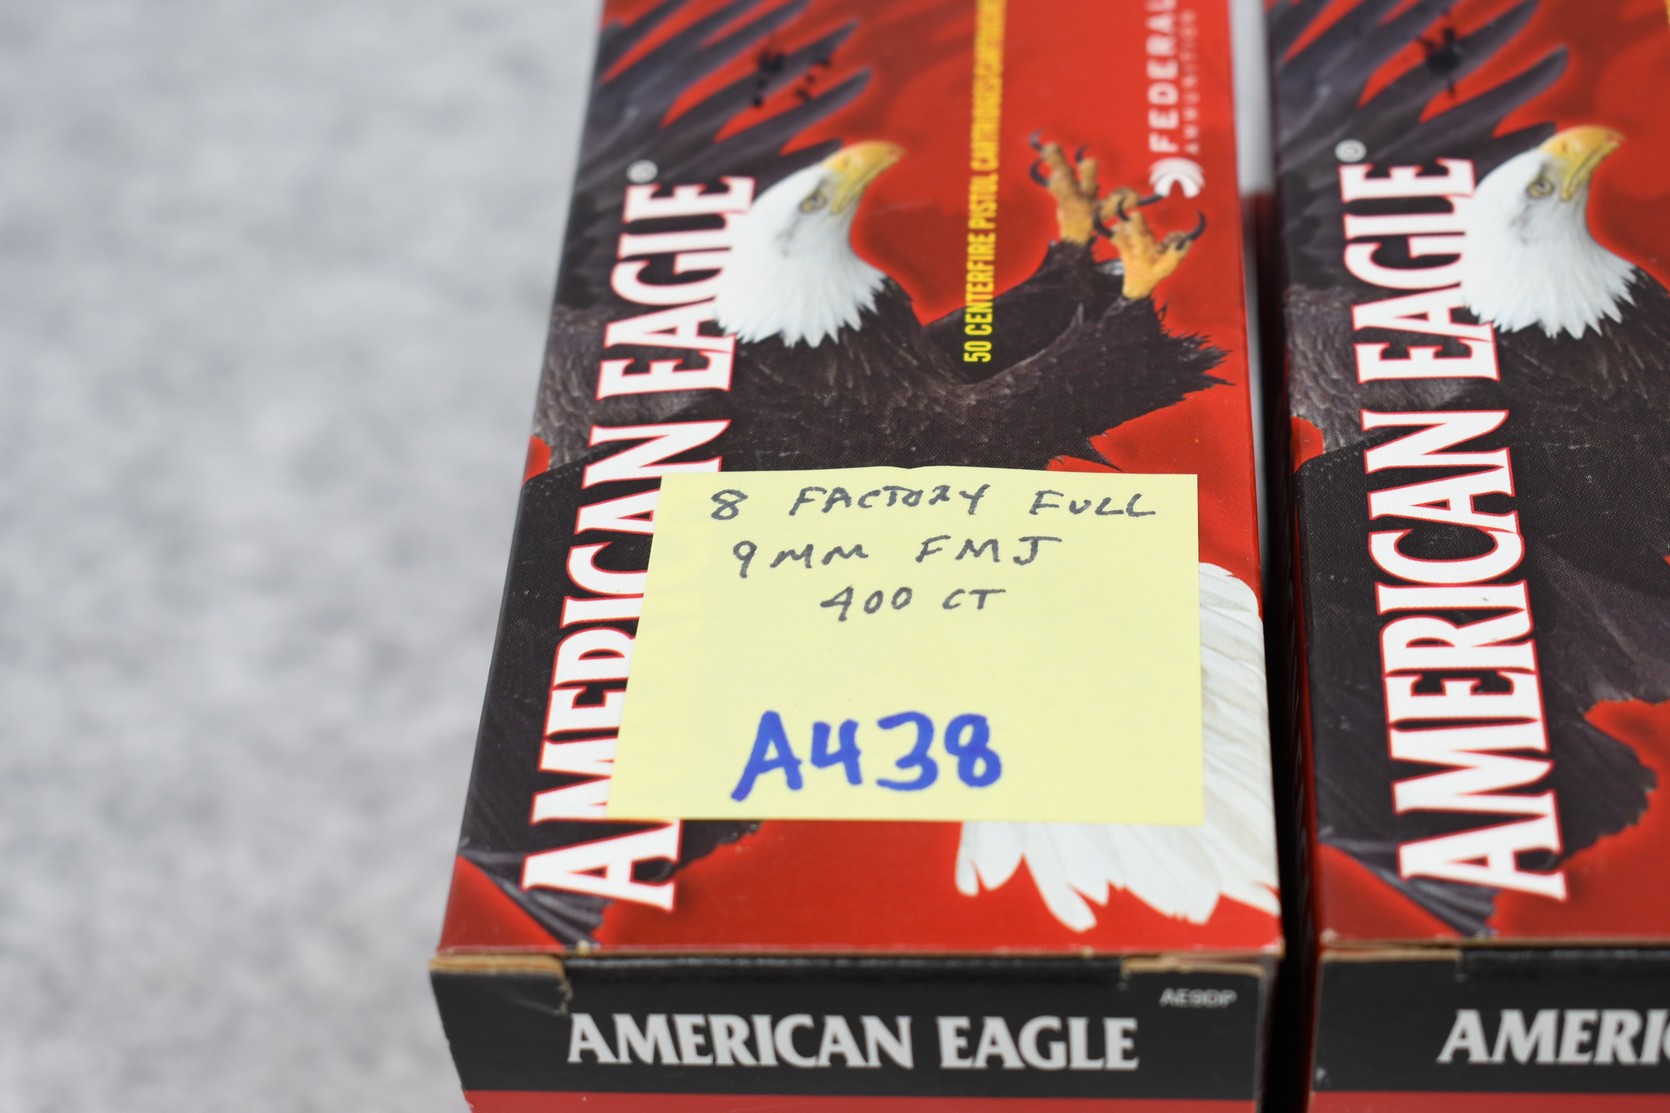 AMERICAN EAGLE®
50 CENTERFIRE PISTOL CARTRIDGES/CARTOUCHES
FEDERAL
AMMUNITION
8 FACTORY FULL
9MM FMJ
400 CT
A438
AE9DP
AMERICAN EAGLE
AMERICAN EAGLE®